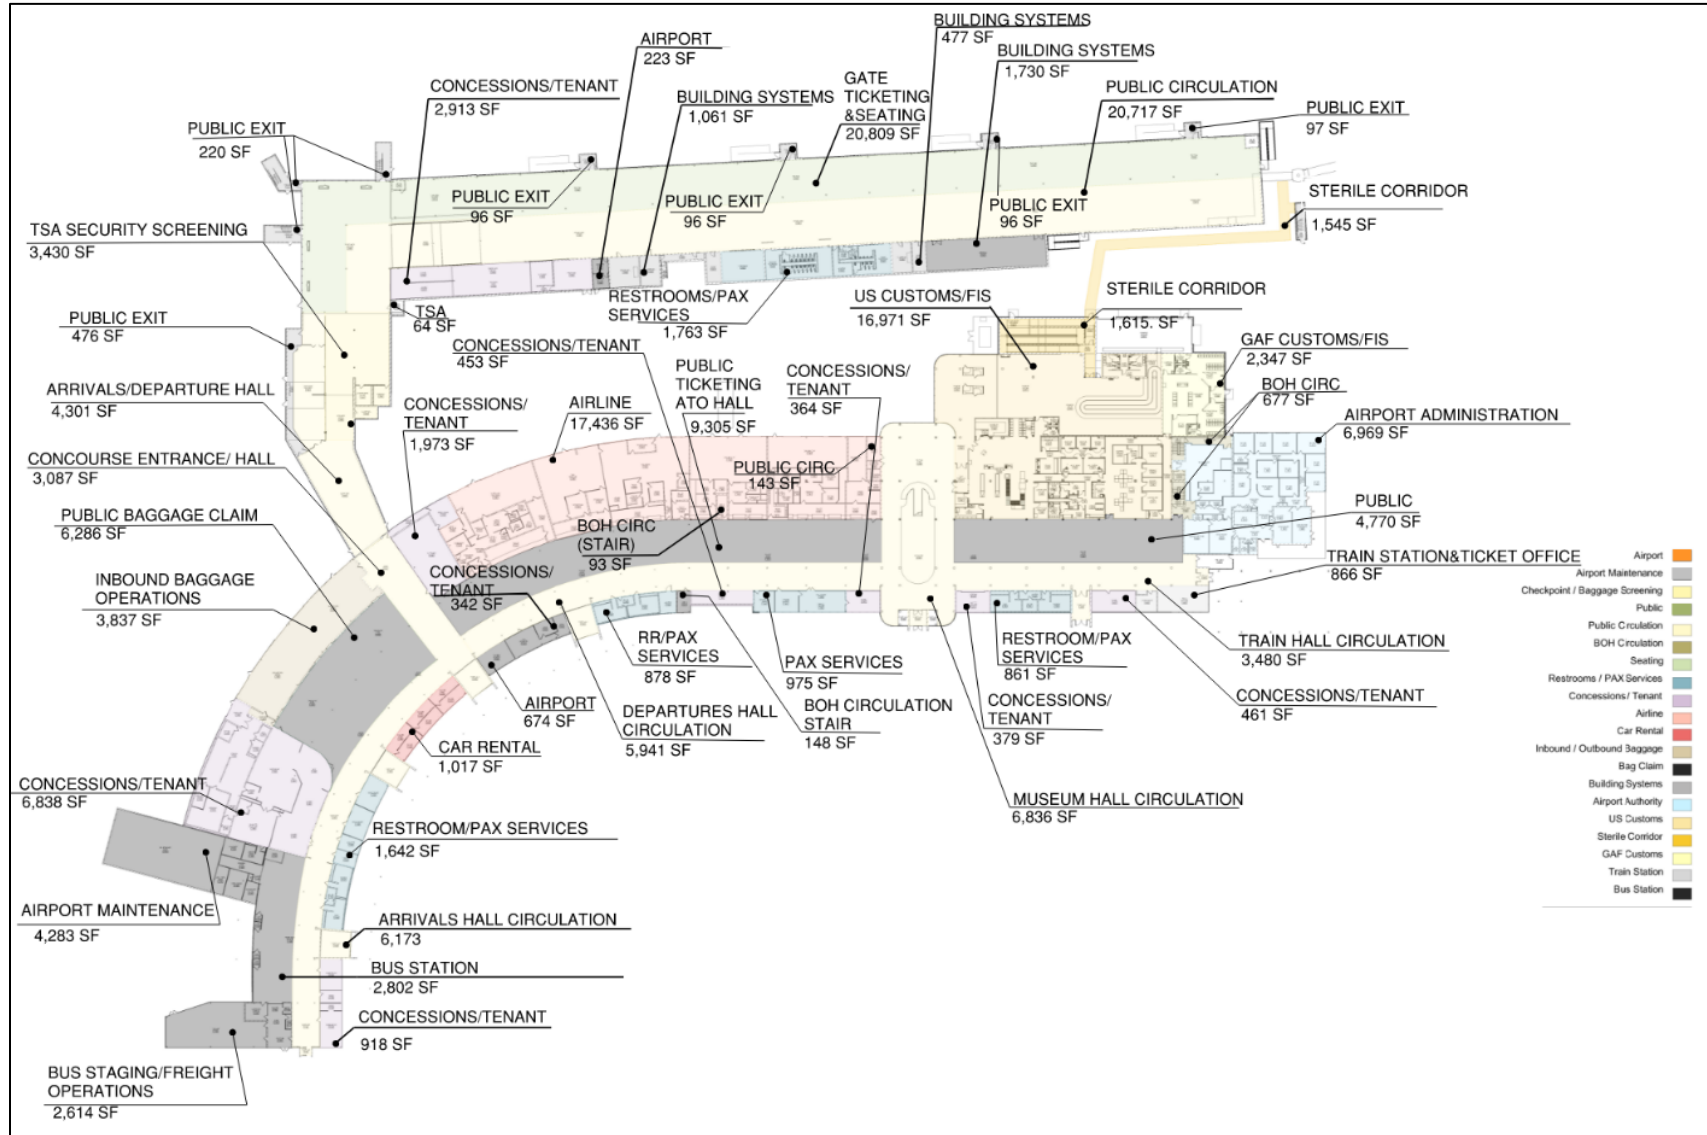 BUILDING SYSTEMS
477 SF
AIRPORT
223 SF
BUILDING SYSTEMS
1,730 SF
CONCESSIONS/TENANT
2,913 SF
BUILDING SYSTEMS
1,061 SF
GATE
TICKETING
&SEATING
20,809 SF
PUBLIC CIRCULATION
20,717 SF
PUBLIC EXIT
97 SF
PUBLIC EXIT
220 SF
PUBLIC EXIT
96 SF
PUBLIC EXIT
96 SF
PUBLIC EXIT
96 SF
STERILE CORRIDOR
1,545 SF
TSA SECURITY SCREENING
3,430 SF
TSA
64 SF
RESTROOMS/PAX
SERVICES
1,763 SF
US CUSTOMS/FIS
16,971 SF
STERILE CORRIDOR
1,615. SF
PUBLIC EXIT
476 SF
CONCESSIONS/TENANT
453 SF
GAF CUSTOMS/FIS
2,347 SF
PUBLIC
TICKETING
ATO HALL
9,305 SF
CONCESSIONS/
TENANT
364 SF
BOH CIRC
677 SF
ARRIVALS/DEPARTURE HALL
4,301 SF
CONCESSIONS/
TENANT
1,973 SF
AIRLINE
17,436 SF
AIRPORT ADMINISTRATION
6,969 SF
CONCOURSE ENTRANCE/ HALL
3,087 SF
PUBLIC CIRC
143 SF
PUBLIC BAGGAGE CLAIM
6,286 SF
PUBLIC
4,770 SF
BOH CIRC
(STAIR)
93 SF
TRAIN STATION&TICKET OFFICE
866 SF
INBOUND BAGGAGE
OPERATIONS
3,837 SF
CONCESSIONS/
TENANT
342 SF
RR/PAX
SERVICES
878 SF
PAX SERVICES
975 SF
RESTROOM/PAX
SERVICES
861 SF
TRAIN HALL CIRCULATION
3,480 SF
AIRPORT
674 SF
DEPARTURES HALL
CIRCULATION
5,941 SF
BOH CIRCULATION
STAIR
148 SF
CONCESSIONS/
TENANT
379 SF
CONCESSIONS/TENANT
461 SF
CAR RENTAL
1,017 SF
CONCESSIONS/TENANT
6,838 SF
MUSEUM HALL CIRCULATION
6,836 SF
RESTROOM/PAX SERVICES
1,642 SF
AIRPORT MAINTENANCE
4,283 SF
ARRIVALS HALL CIRCULATION
6,173
BUS STATION
2,802 SF
CONCESSIONS/TENANT
918 SF
BUS STAGING/FREIGHT
OPERATIONS
2,614 SF
Airport
Airport Maintenance
Checkpoint / Baggage Screening
Public
Public Circulation
BOH Circulation
Seating
Restrooms / PAX Services
Concessions / Tenant
Airline
Car Rental
Inbound / Outbound Baggage
Bag Claim
Building Systems
Airport Authority
US Customs
Sterile Corridor
GAF Customs
Train Station
Bus Station